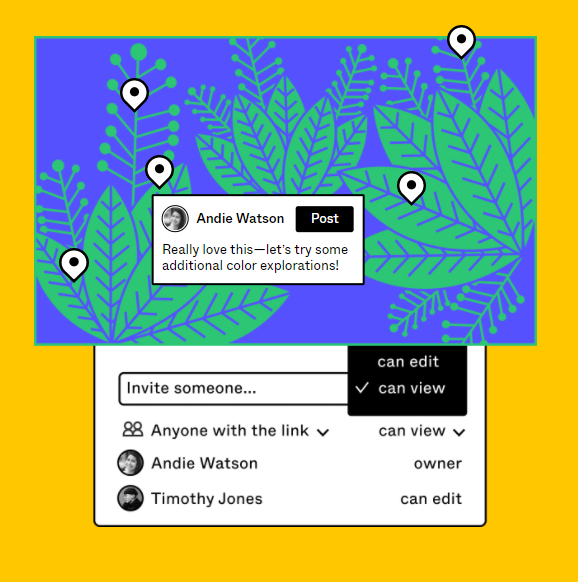 Andie Watson
Post
Really love this—let's try some
additional color explorations!
can edit
Invite someone...
can view
Anyone with the link
can view
Andie Watson
owner
Timothy Jones
can edit